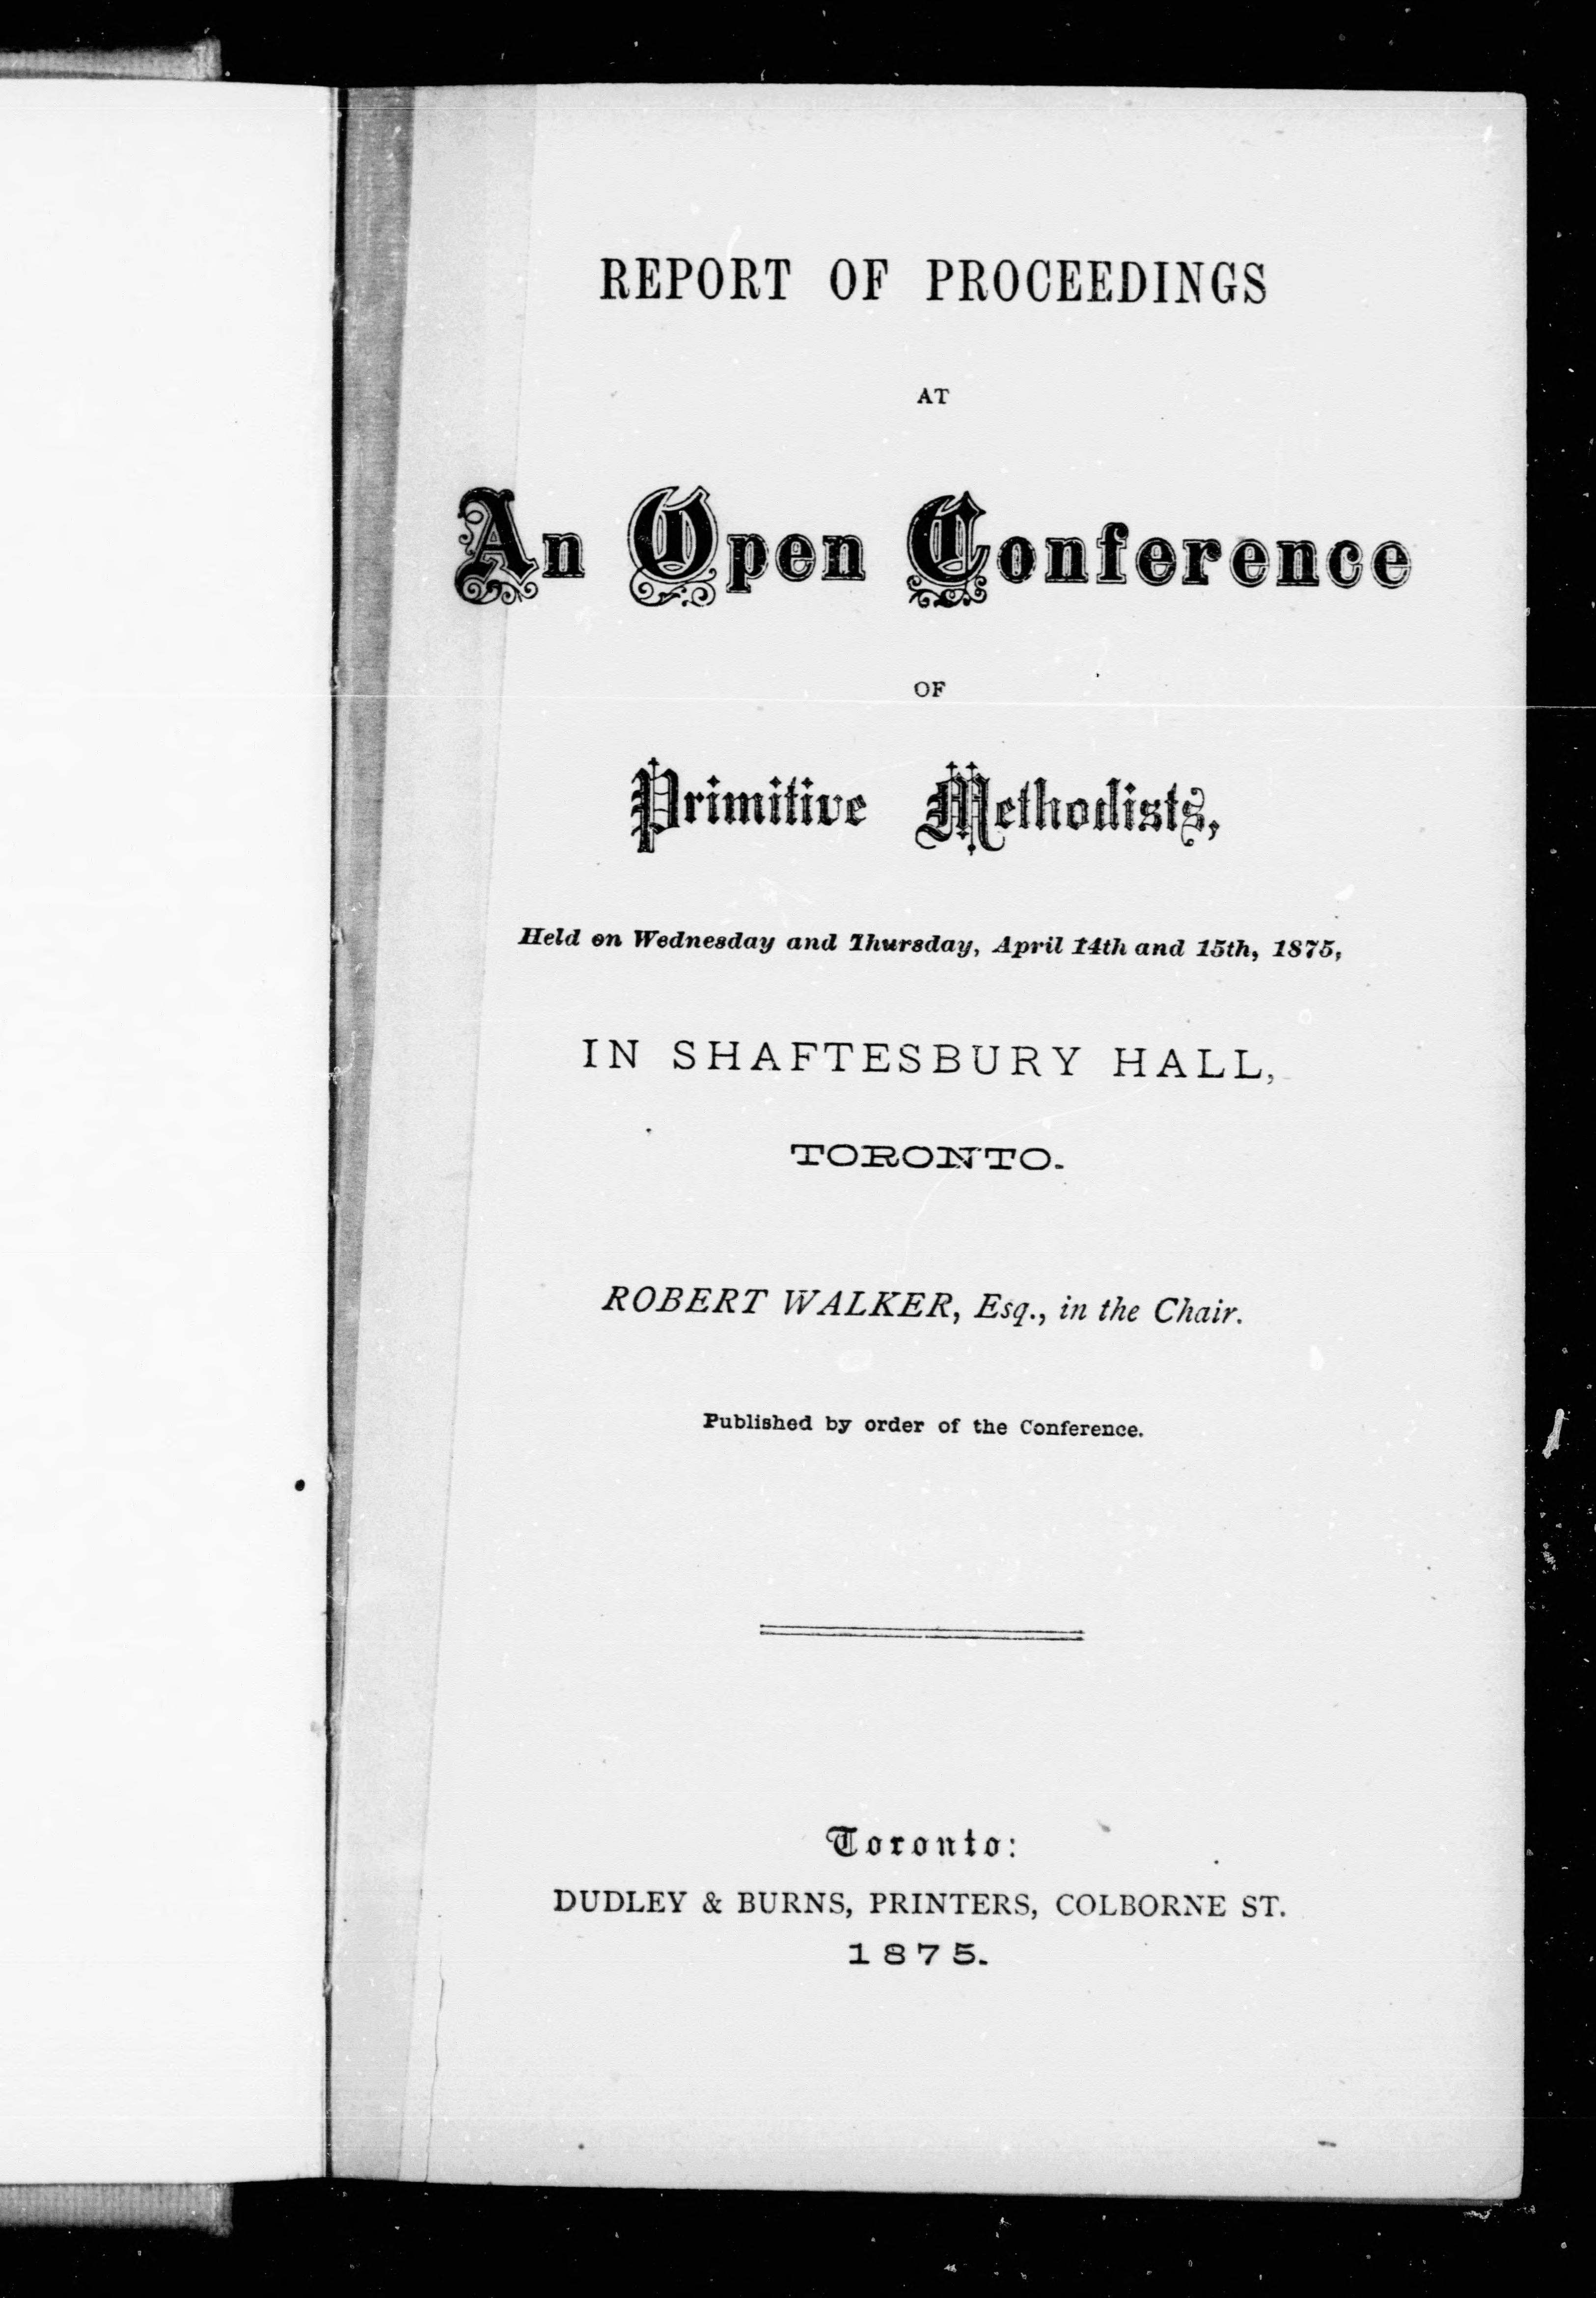 REPORT OF PROCEEDINGS
AT
An Open Conference
OF
Primitive Methodists,
Held on Wednesday and Thursday, April 14th and 15th, 1875,
IN SHAFTESBURY HALL,
TORONTO.
ROBERT WALKER, Esq., in the Chair.
Published by order of the Conference.
Toronto:
DUDLEY & BURNS, PRINTERS, COLBORNE ST.
1875.